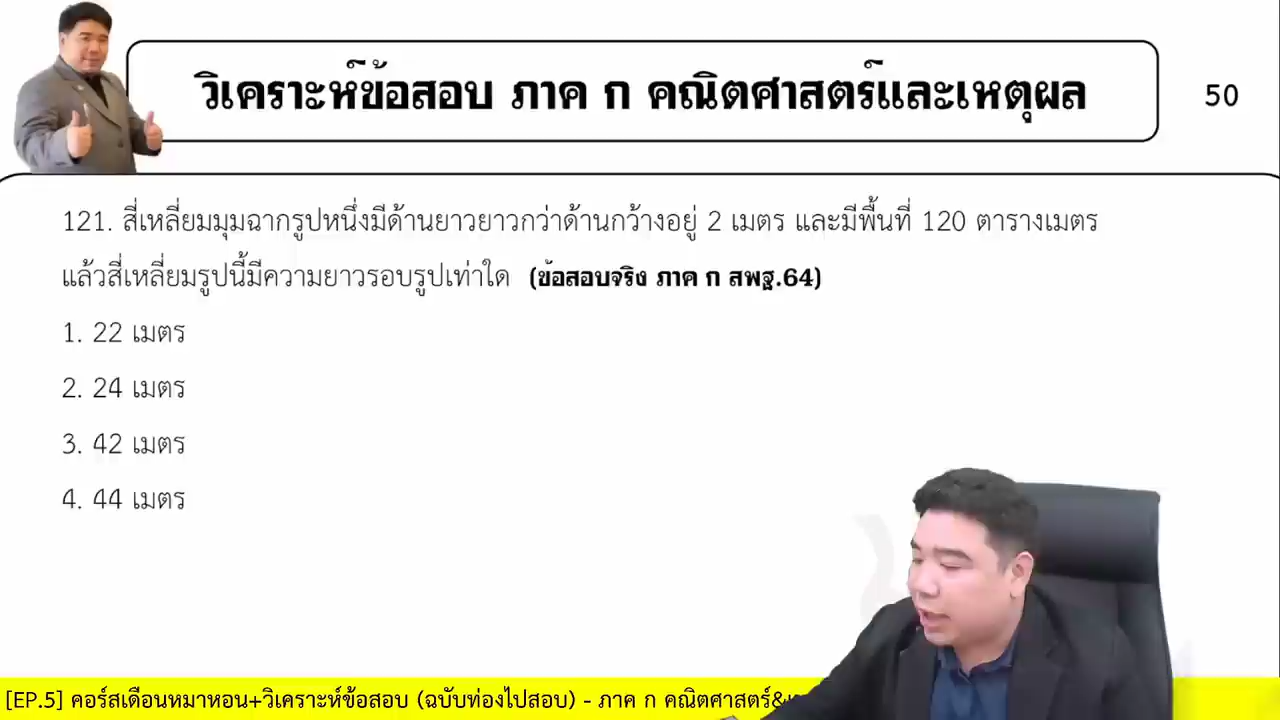 วิเคราะห์ข้อสอบ ภาค ก คณิตศาสตร์และเหตุผล
50
121. สี่เหลี่ยมมุมฉากรูปหนึ่งมีด้านยาวยาวกว่าด้านกว้างอยู่ 2 เมตร และมีพื้นที่ 120 ตารางเมตร
แล้วสี่เหลี่ยมรูปนี้มีความยาวรอบรูปเท่าใด (ข้อสอบจริง ภาค ก สพฐ.64)
1. 22 เมตร
2. 24 เมตร
3. 42 เมตร
4. 44 เมตร
[EP.5] คอร์สเดือนหมาหอน+วิเคราะห์ข้อสอบ (ฉบับท่องไปสอบ) - ภาค ก คณิตศาสตร์&